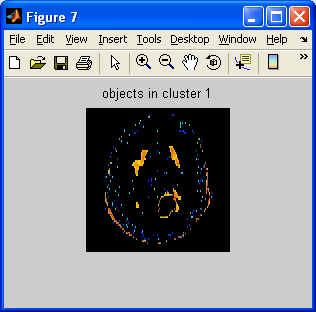 Figure 7
File Edit View Insert Tools Desktop Window Help
objects in cluster 1